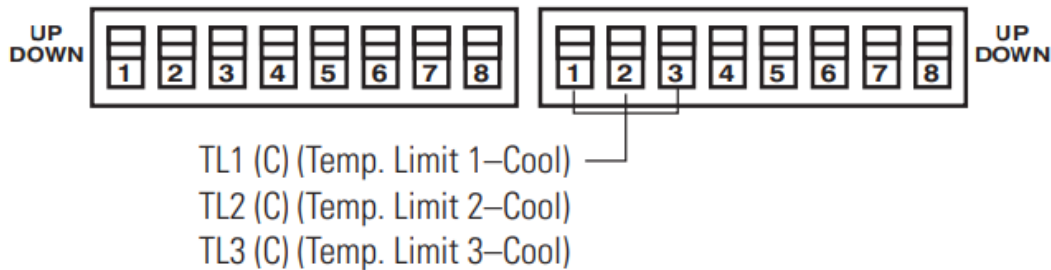 UP
DOWN
1 2 3 4 5 6 7 8
1 2 3 4 5 6 7 8
UP
DOWN
TL1 (C) (Temp. Limit 1–Cool)
TL2 (C) (Temp. Limit 2–Cool)
TL3 (C) (Temp. Limit 3–Cool)